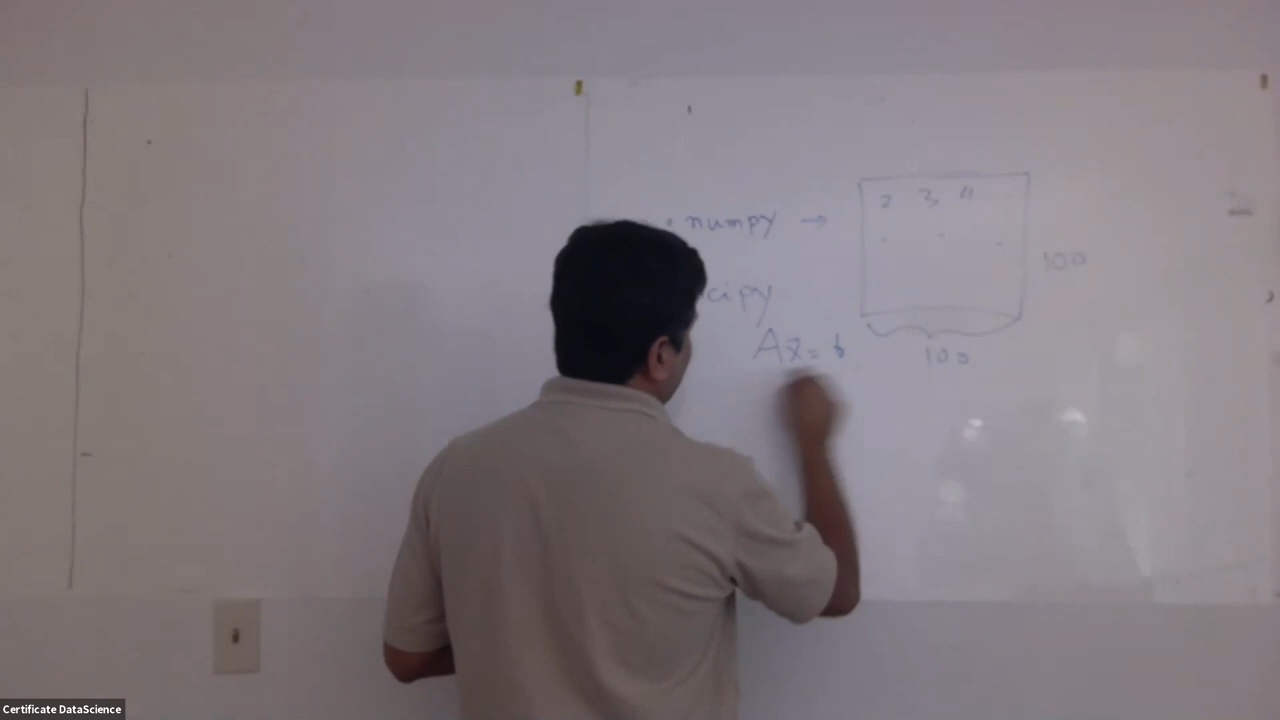 2 3 4
numpy →
100
cipy
Ax = b
100
Certificate DataScience